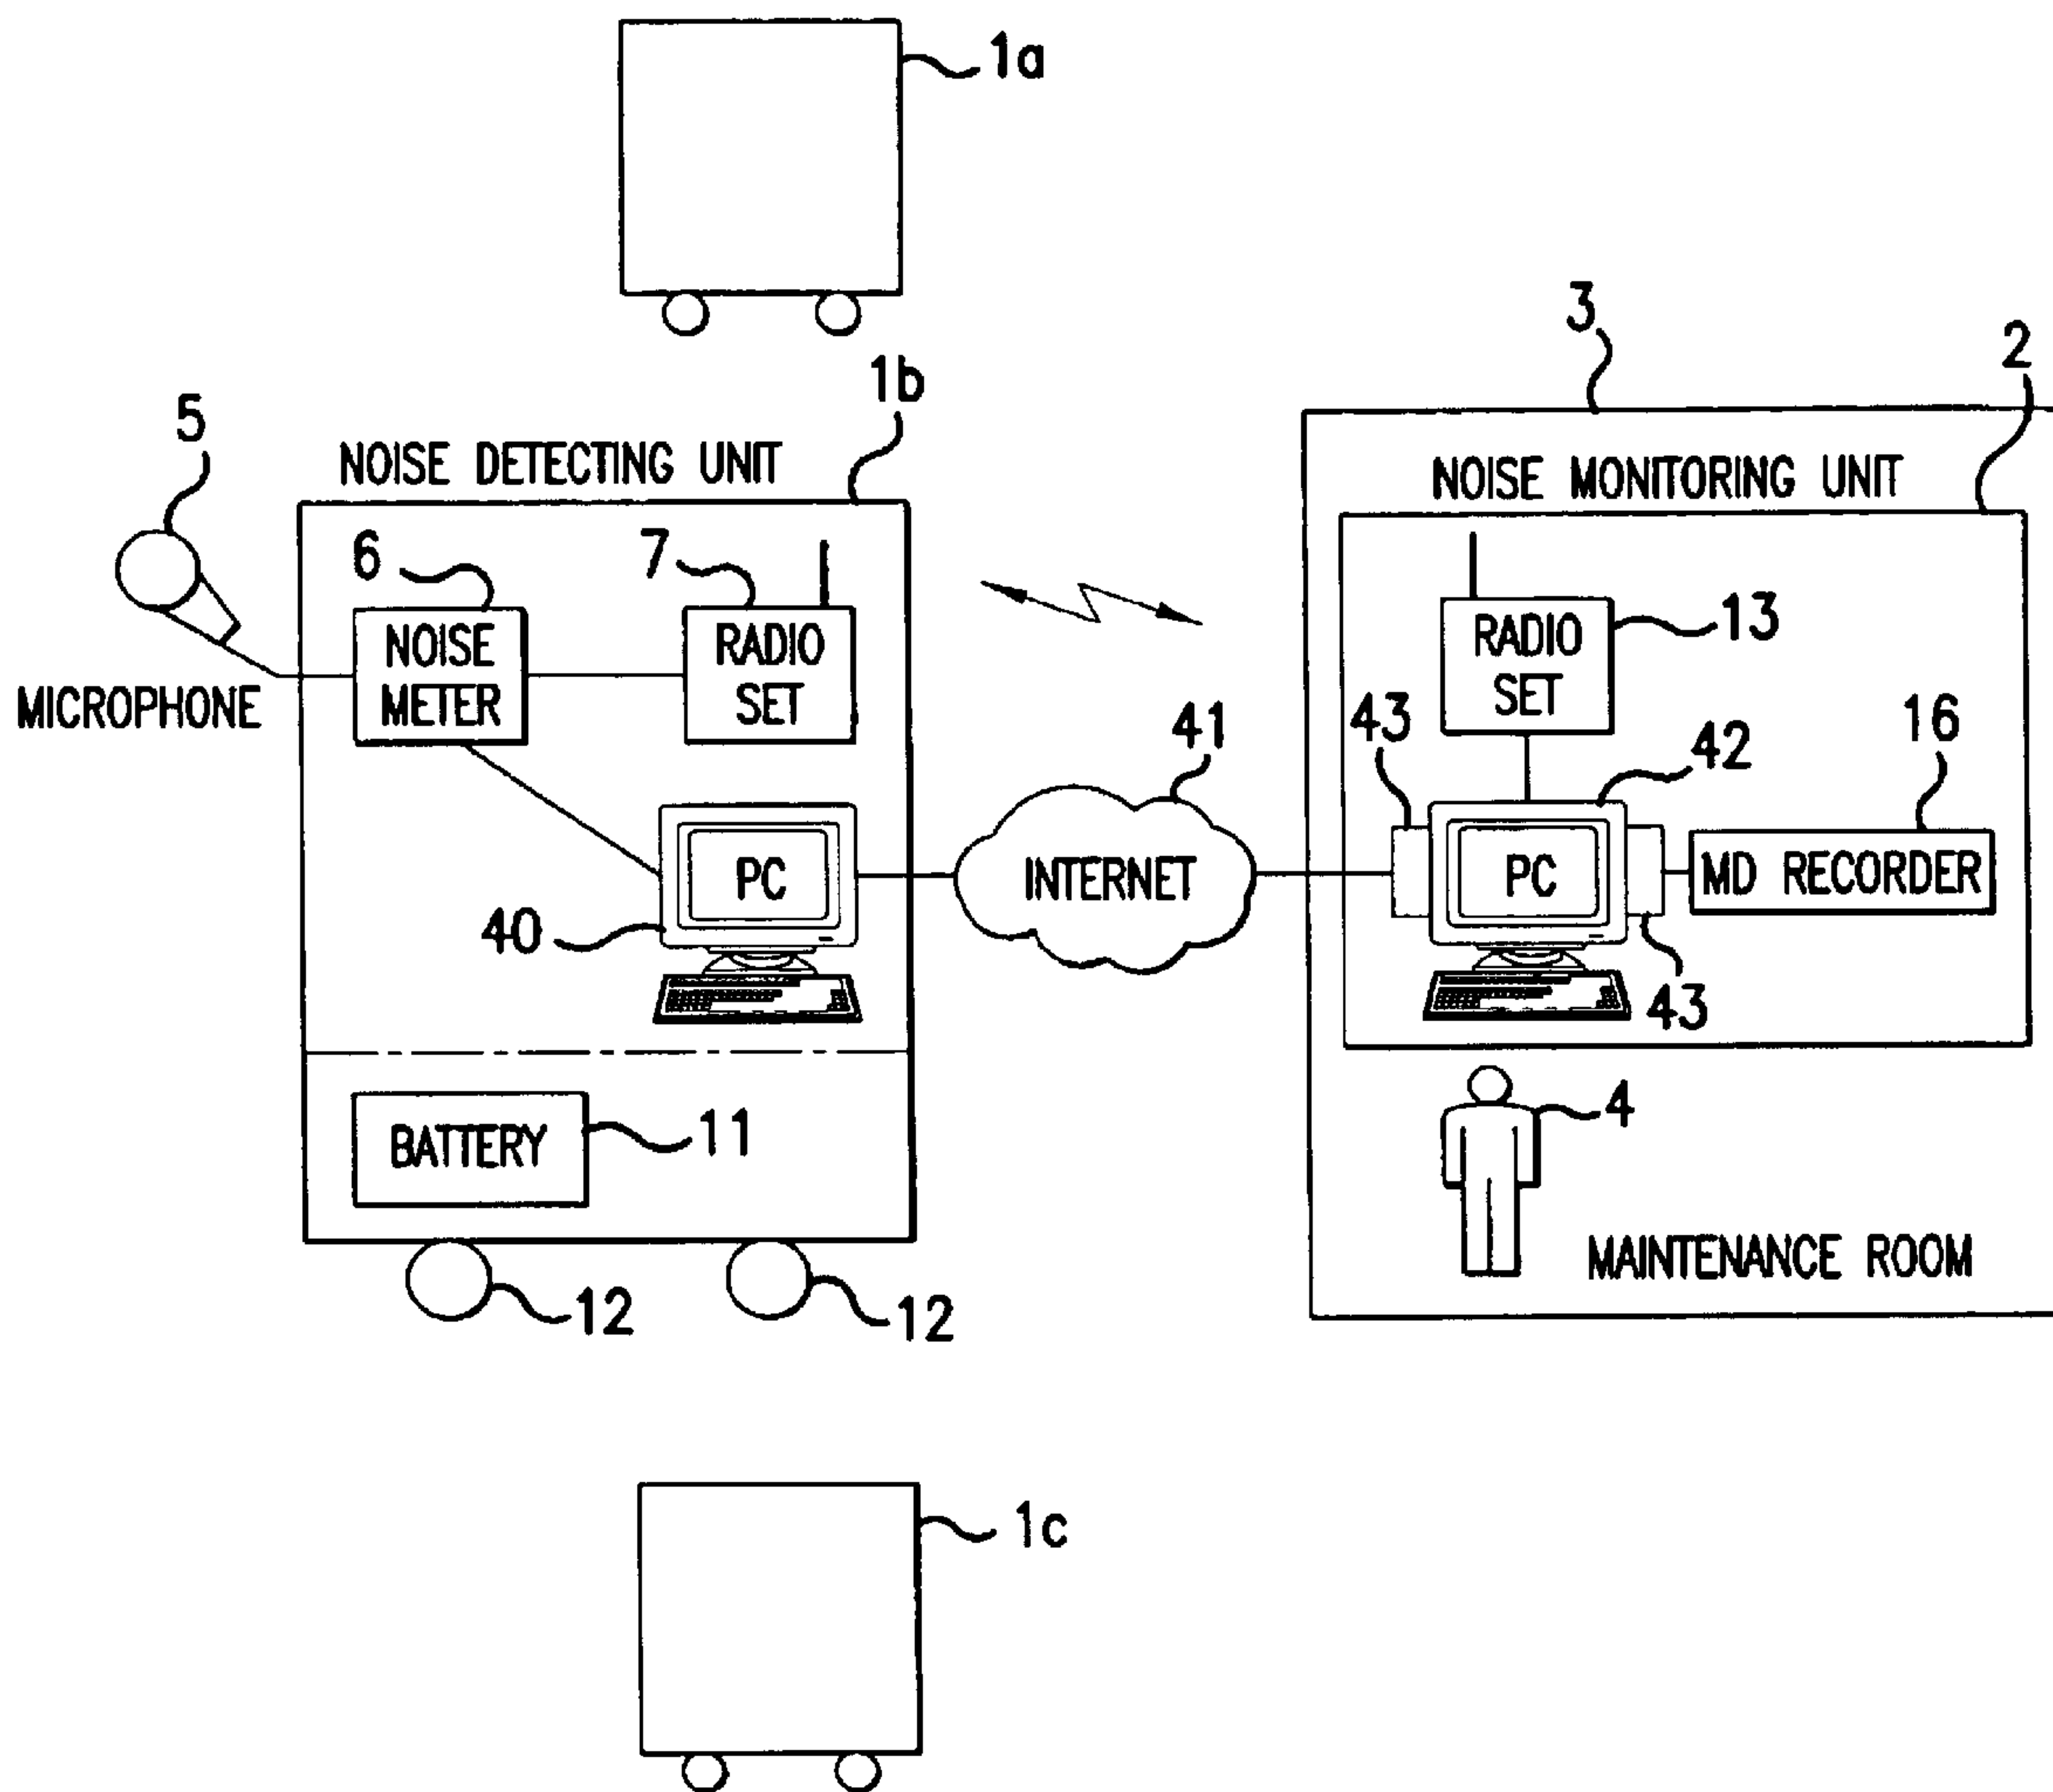 1a
3
2
1b
5
NOISE DETECTING UNIT
NOISE MONITORING UNIT
6
7
NOISE
METER
RADIO
SET
RADIO
SET
13
MICROPHONE
43
41
42
16
PC
INTERNET
PC
MD RECORDER
40
43
BATTERY
11
4
MAINTENANCE ROOM
12
12
1c